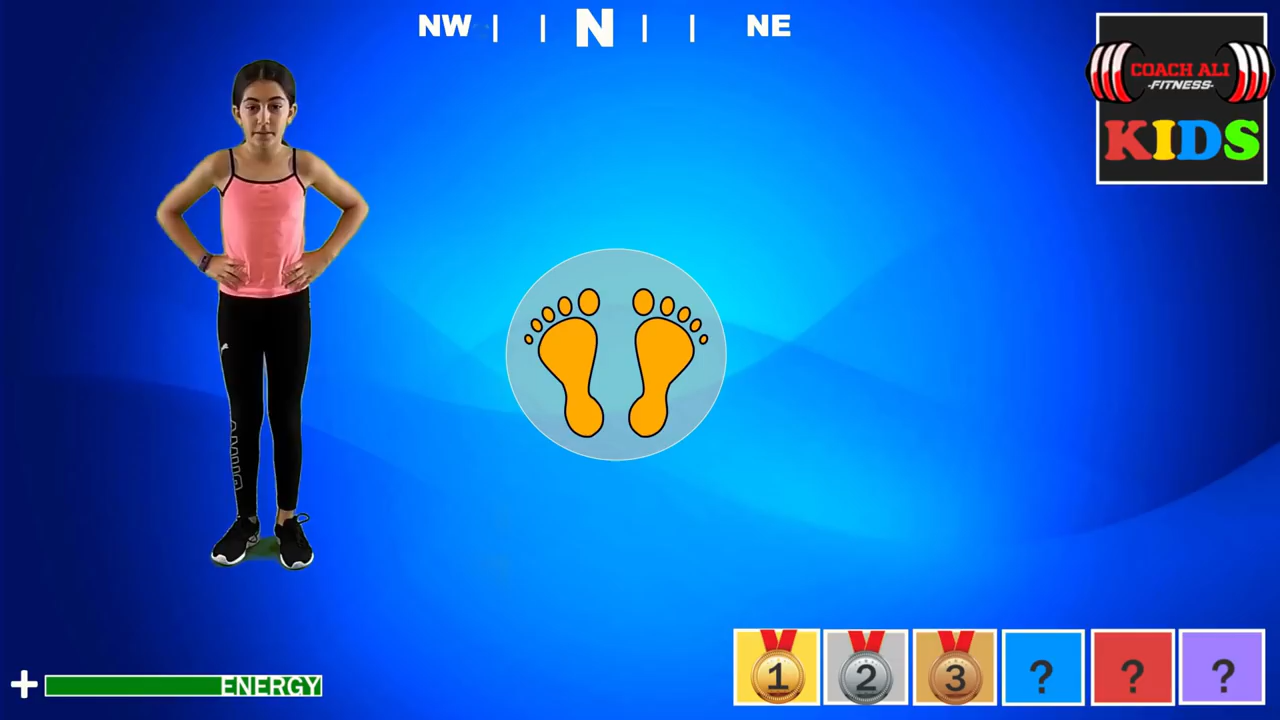 NW | | N | | NE
COACH ALI
-FITNESS-
KIDS
+ ENERGY
1 2 3 ? ? ?